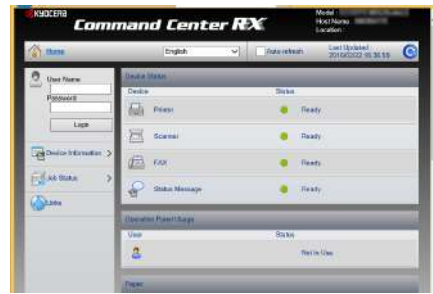 KYOCERA
Command Center RX
Model :
Host Name :
Location :
Home
English
Auto-refresh
Last Updated :
User Name
Password
Login
Device Information
Job Status
Links
Device Status
Device Status
Printer Ready
Scanner Ready
FAX Ready
Status Message Ready
Operation Panel Usage
User Status
Not in Use
Paper